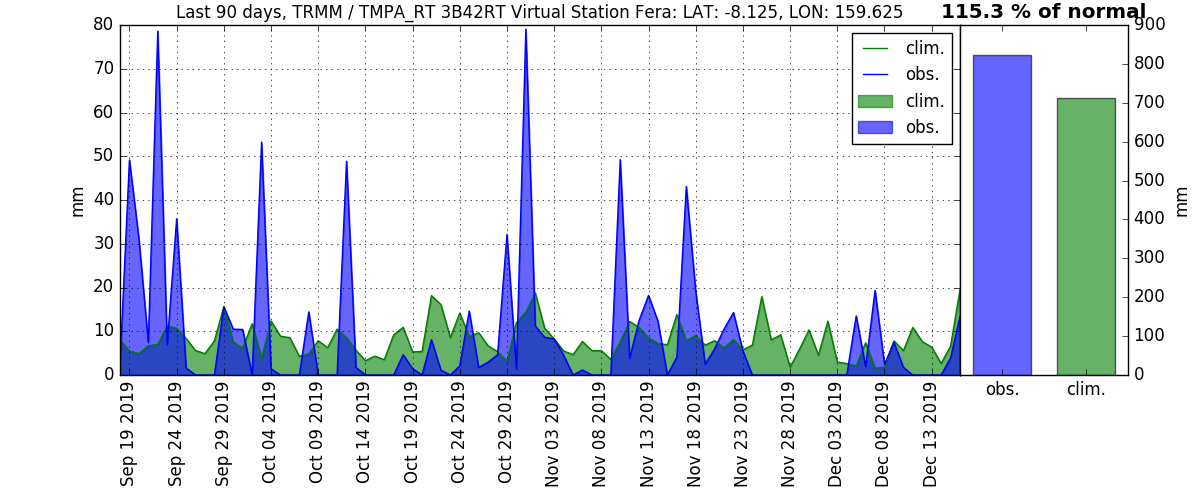 Last 90 days, TRMM / TMPA_RT 3B42RT Virtual Station Fera: LAT: -8.125, LON: 159.625
115.3 % of normal
80
70
60
50
40
30
20
10
0
mm
clim.
obs.
clim.
obs.
900
800
700
600
500
400
300
200
100
0
mm
obs.
clim.
Sep 19 2019
Sep 24 2019
Sep 29 2019
Oct 04 2019
Oct 09 2019
Oct 14 2019
Oct 19 2019
Oct 24 2019
Oct 29 2019
Nov 03 2019
Nov 08 2019
Nov 13 2019
Nov 18 2019
Nov 23 2019
Nov 28 2019
Dec 03 2019
Dec 08 2019
Dec 13 2019